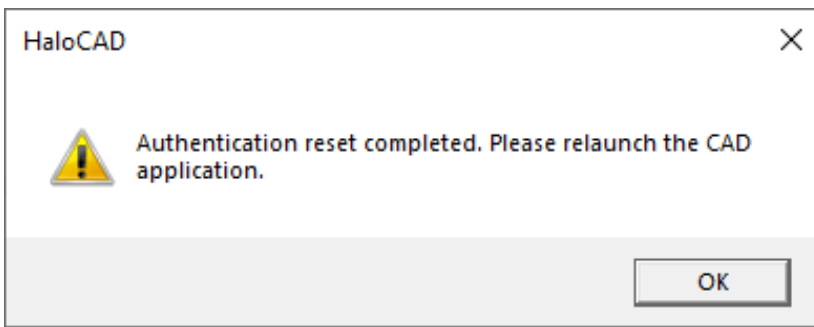 HaloCAD
Authentication reset completed. Please relaunch the CAD
application.
OK